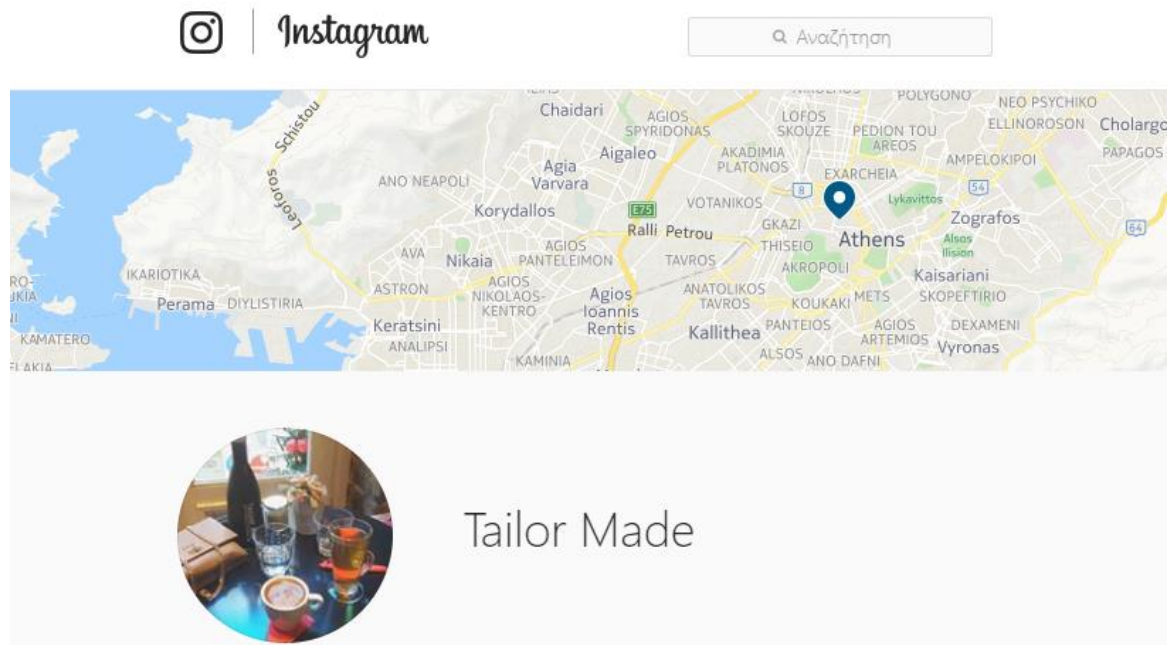 Instagram
Αναζήτηση
Chaidari
AGIOS
SPYRIDONAS
LOFOS
SKOUZE
POLYGONO
NEO PSYCHIKO
ELLINOROSON
Cholargo
PEDION TOU
AREOS
Schistou
Leoforos
ANO NEAPOLI
Agia
Varvara
Aigaleo
AKADIMIA
PLATONOS
EXARCHEIA
AMPELOKIPOI
PAPAGOS
8
54
Korydallos
E75
VOTANIKOS
Lykavittos
Zografos
64
Ralli Petrou
GKAZI
THISEIO
Athens
Alsos
Ilision
AVA
Nikaia
AGIOS
PANTELEIMON
TAVROS
AKROPOLI
Kaisariani
IKARIOTIKA
ASTRON
AGIOS
NIKOLAOS-
KENTRO
Agios
Ioannis
Rentis
ANATOLIKOS
TAVROS
KOUKAKI
METS
SKOPEFTIRIO
Perama
DIYLISTIRIA
Keratsini
ANALIPSI
Kallithea
PANTEIOS
AGIOS
ARTEMIOS
DEXAMENI
Vyronas
KAMATERO
KAMINIA
ALSOS
ANO DAFNI
Tailor Made